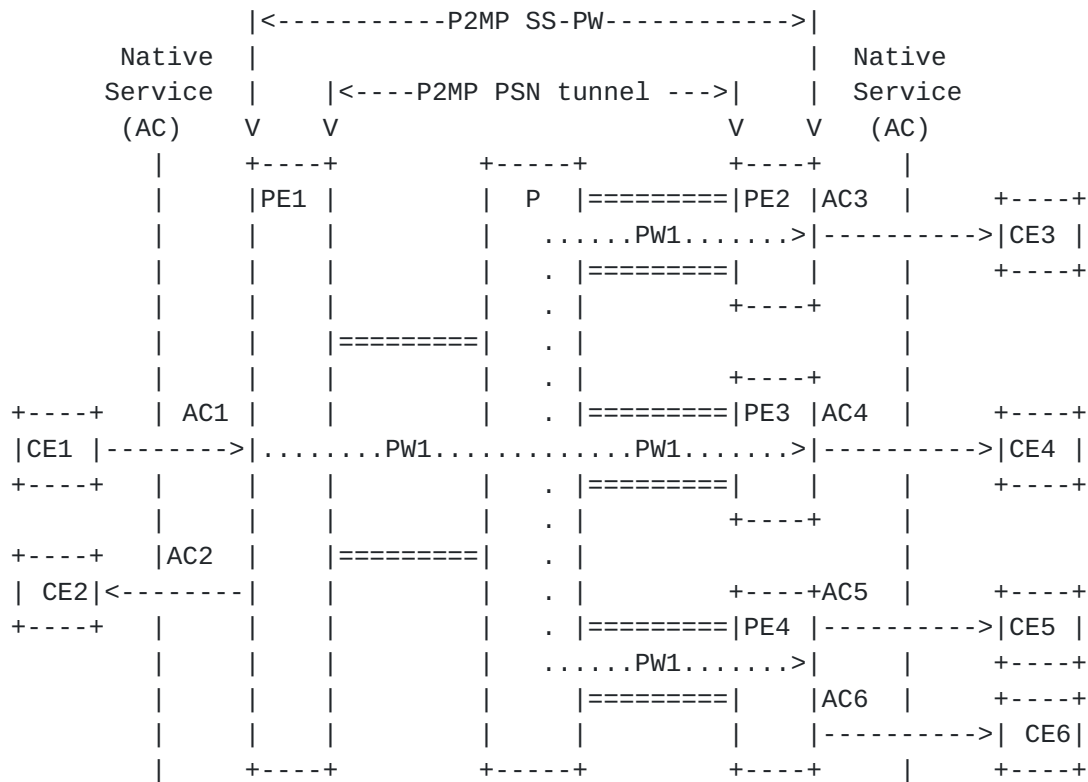 |<-----------P2MP SS-PW------------>|
Native | | Native
Service | |<----P2MP PSN tunnel --->| | Service
(AC) V V V V (AC)
| +----+ +-----+ +----+ |
| |PE1 | | P |=========|PE2 |AC3 | +----+
| | | | ......PW1.......>|---------->|CE3 |
| | | | . |=========| | | +----+
| | | | . | +----+ |
| | |=========| . | |
| | | | . | +----+ |
+----+ | AC1 | | | . |=========|PE3 |AC4 | +----+
|CE1 |-------->|........PW1.............PW1.......>|---------->|CE4 |
+----+ | | | | . |=========| | | +----+
| | | | . | +----+ |
+----+ |AC2 | |=========| . | |
| CE2|<--------| | | . | +----+AC5 | +----+
+----+ | | | | . |=========|PE4 |---------->|CE5 |
| | | | ......PW1.......>| | +----+
| | | | |=========| |AC6 | +----+
| | | | | | |---------->| CE6|
| +----+ +-----+ +----+ | +----+